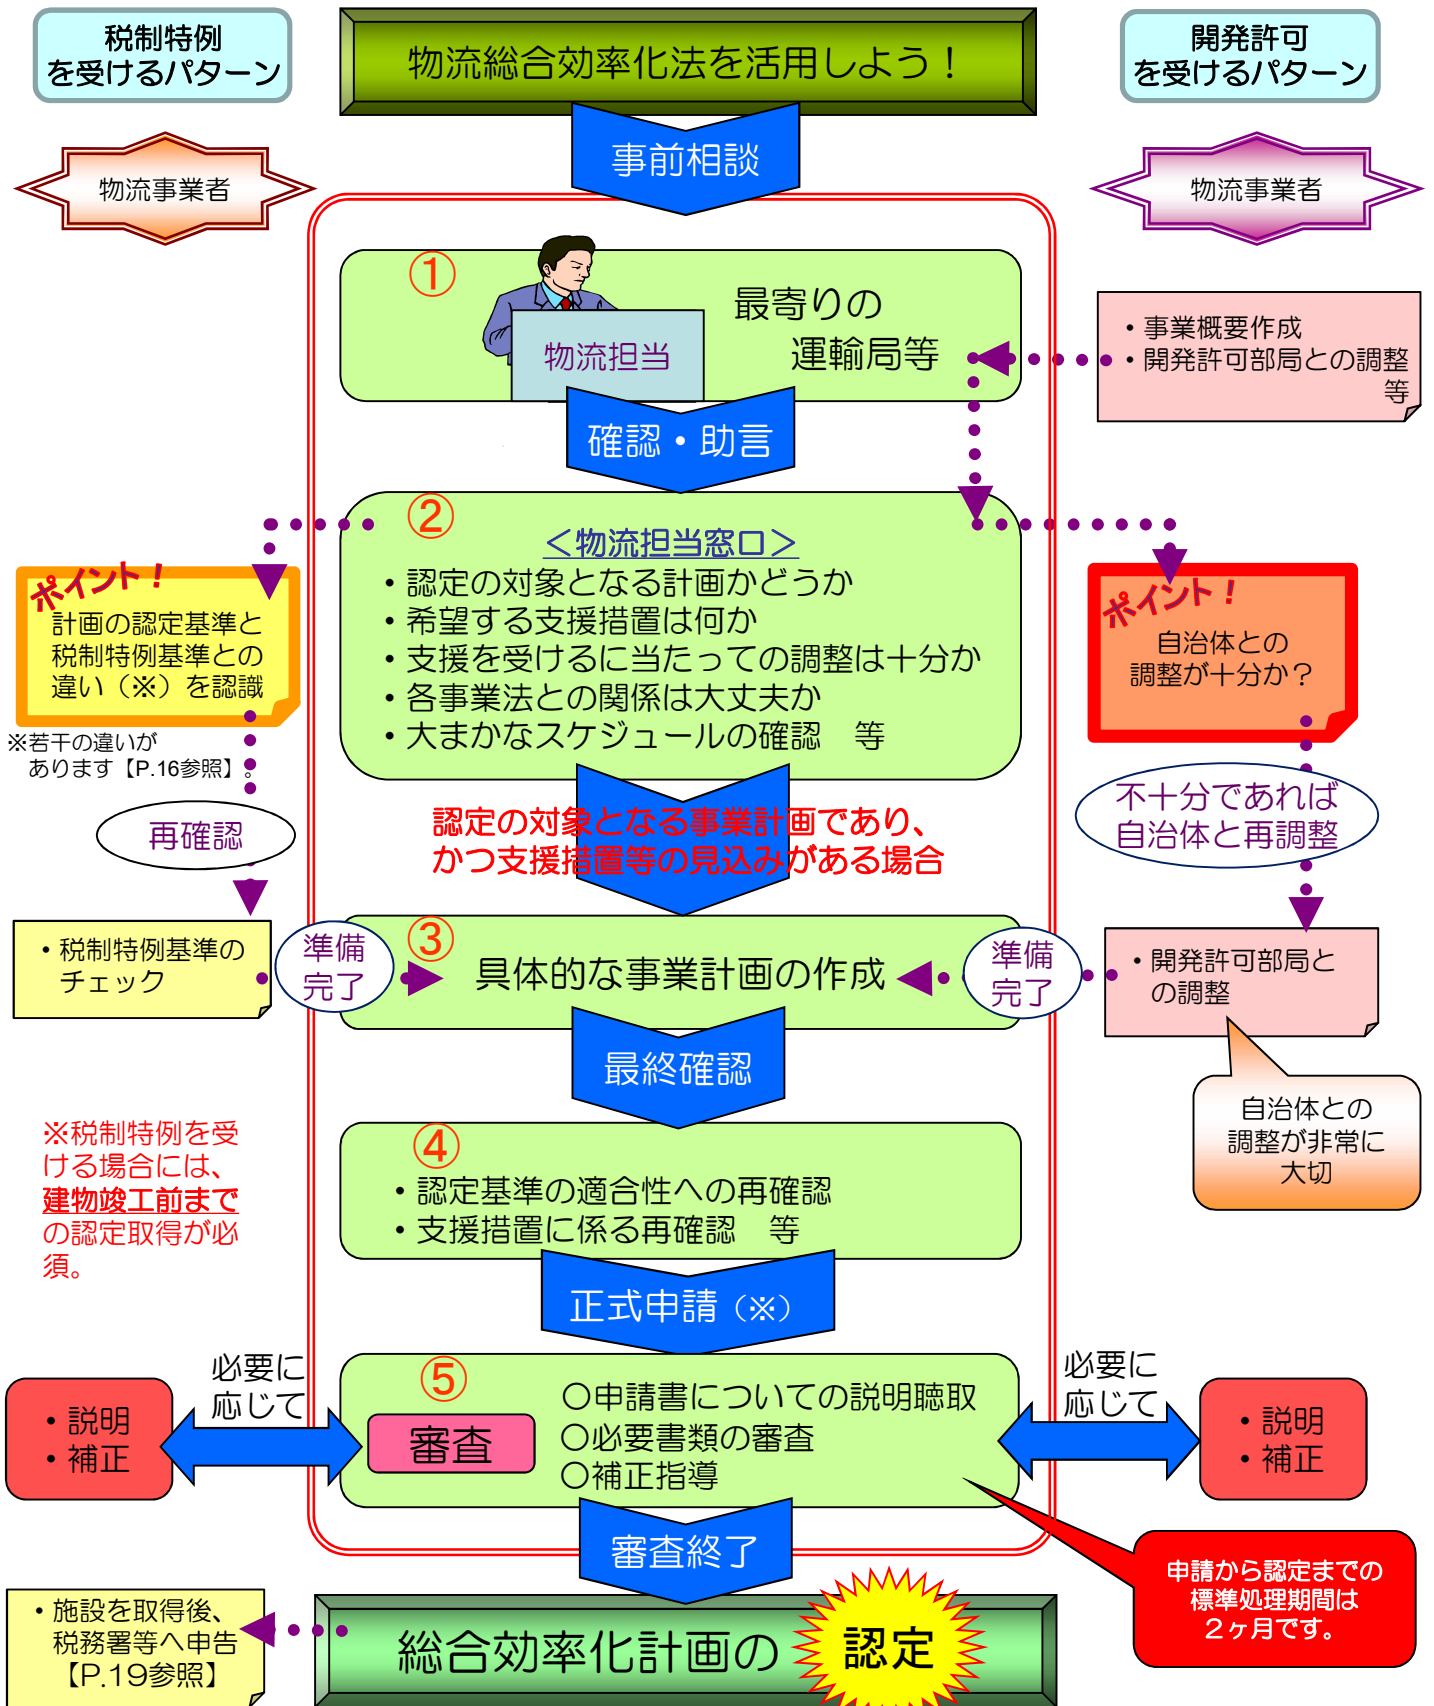 税制特例
を受けるパターン
物流総合効率化法を活用しよう！
開発許可
を受けるパターン
事前相談
物流事業者
物流事業者
①
物流担当
最寄りの
運輸局等
・事業概要作成
・開発許可部局との調整
等
確認・助言
②
＜物流担当窓口＞
・認定の対象となる計画かどうか
・希望する支援措置は何か
・支援を受けるに当たっての調整は十分か
・各事業法との関係は大丈夫か
・大まかなスケジュールの確認　等
ポイント！
計画の認定基準と
税制特例基準との
違い（※）を認識
※若干の違いが
あります【P.16参照】。
再確認
ポイント！
自治体との
調整が十分か？
不十分であれば
自治体と再調整
認定の対象となる事業計画であり、
かつ支援措置等の見込みがある場合
・税制特例基準の
チェック
準備
完了
③
具体的な事業計画の作成
準備
完了
・開発許可部局と
の調整
自治体との
調整が非常に
大切
最終確認
※税制特例を受
ける場合には、
建物竣工前まで
の認定取得が必
須。
④
・認定基準の適合性への再確認
・支援措置に係る再確認　等
正式申請（※）
・説明
・補正
必要に
応じて
⑤
審査
○申請書についての説明聴取
○必要書類の審査
○補正指導
必要に
応じて
・説明
・補正
審査終了
申請から認定までの
標準処理期間は
２ヶ月です。
・施設を取得後、
税務署等へ申告
【P.19参照】
総合効率化計画の
認定